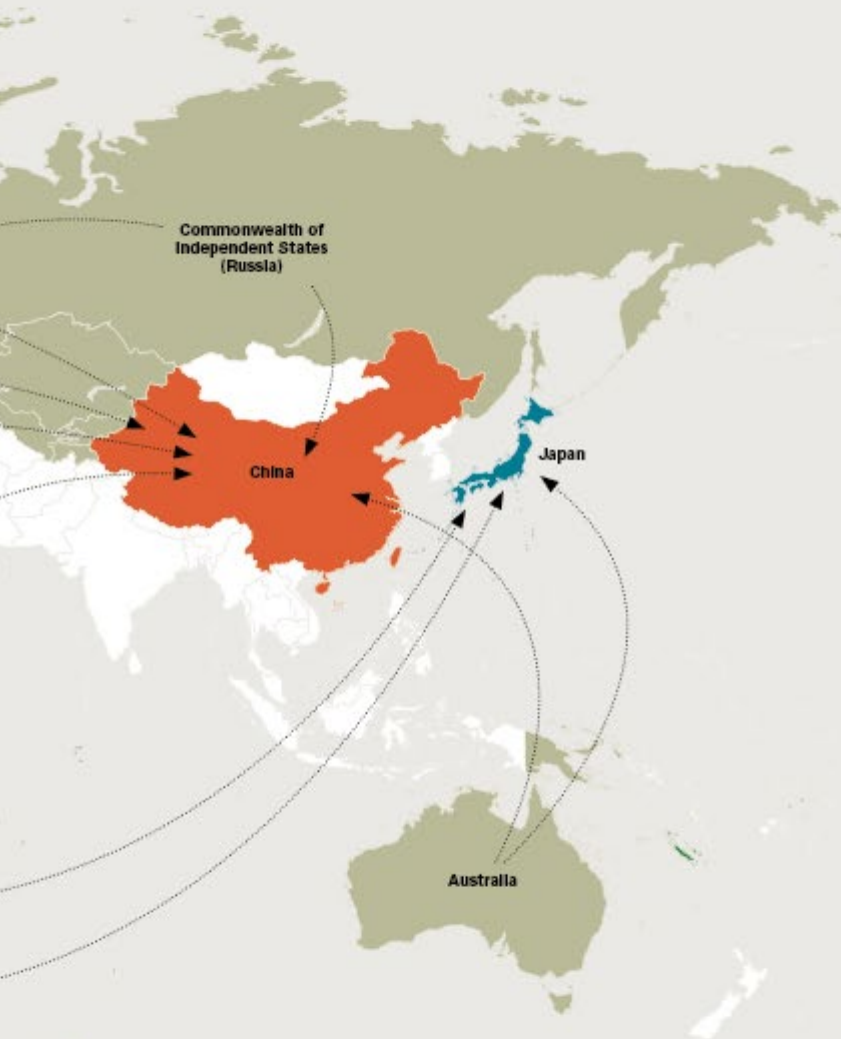 Commonwealth of
Independent States
(Russia)
China
Japan
Australia